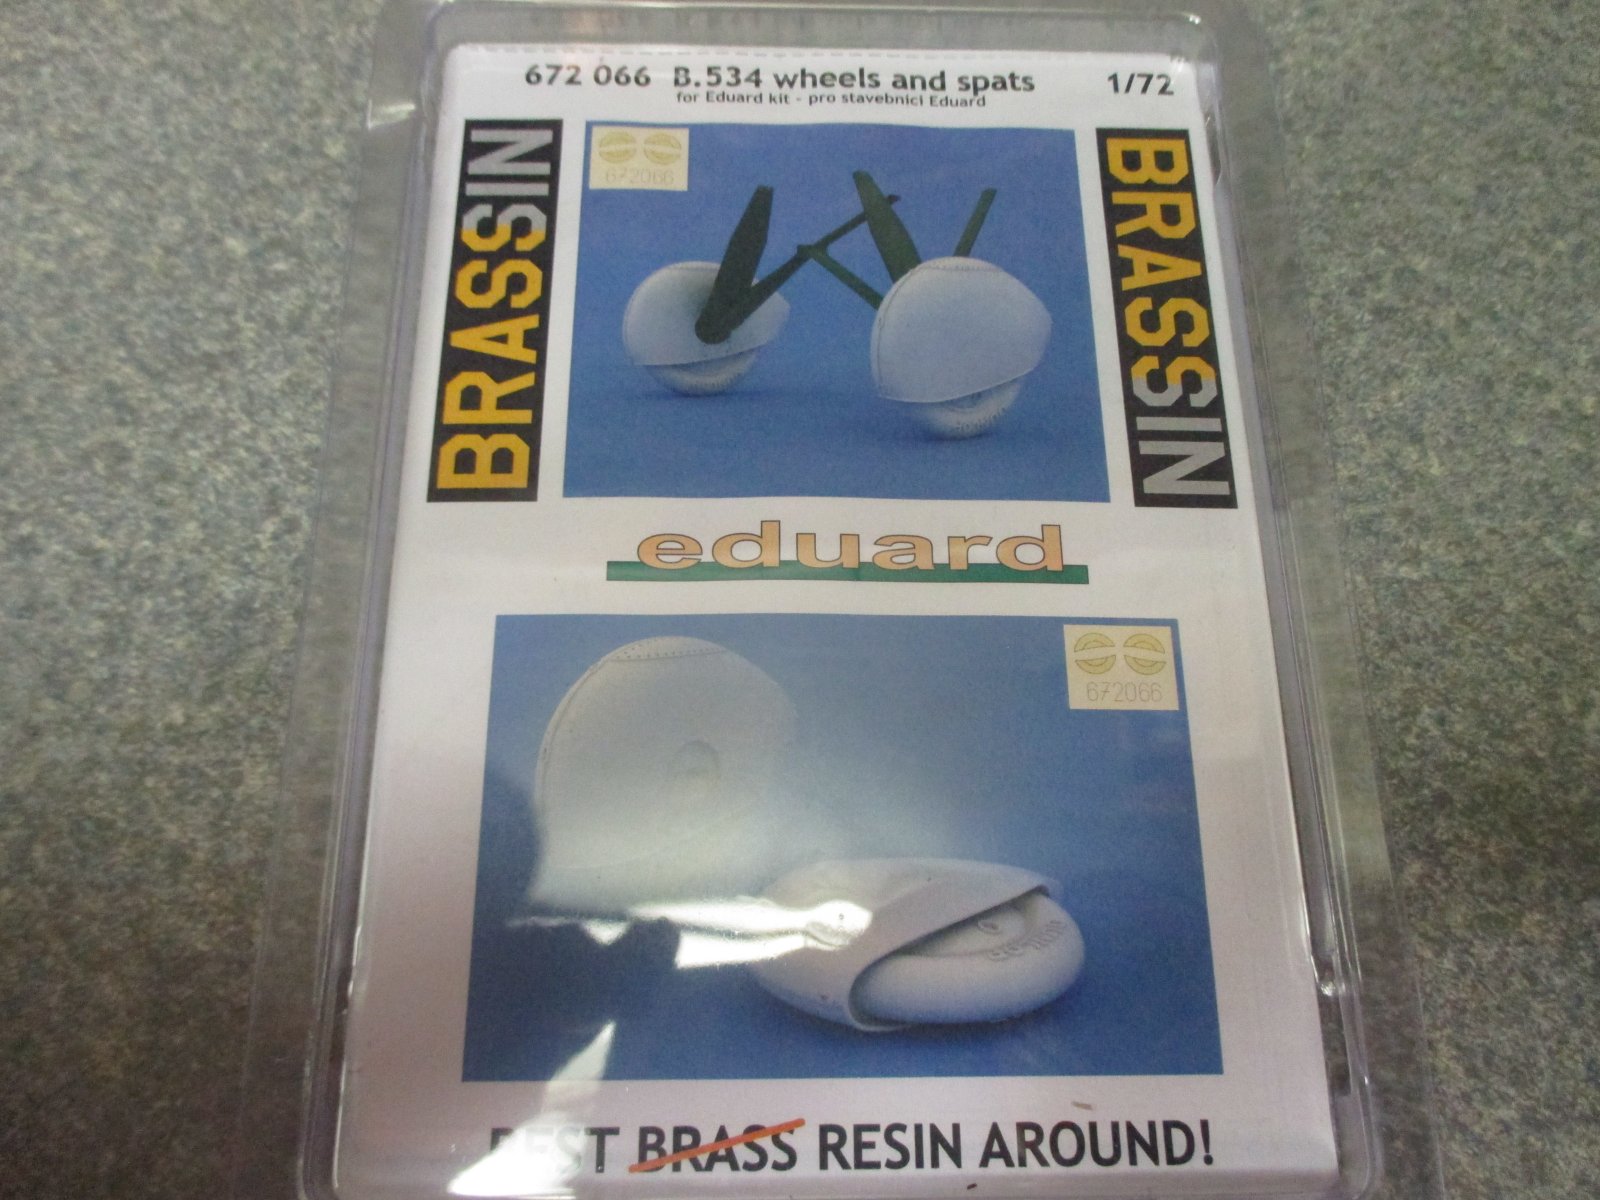 672 066 B.534 wheels and spats 1/72
for Eduard kit - pro stavebnici Eduard
BRASSIN
672066
BRASSIN
eduard
672066
BEST BRASS RESIN AROUND!